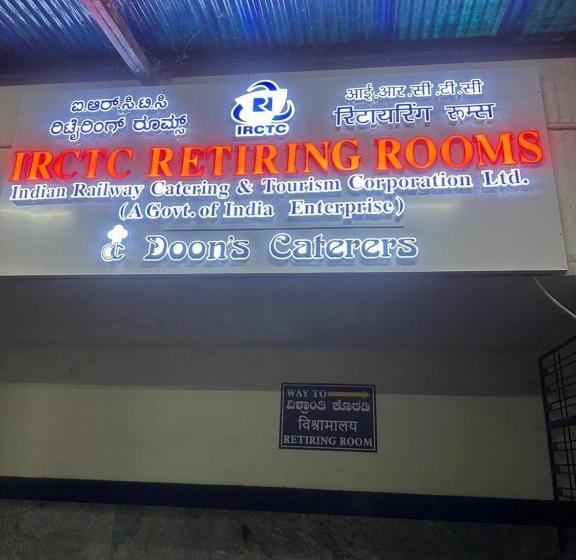 ಐ.ಆರ್.ಸಿ.ಟಿ.ಸಿ
ರಿಟೈರಿಂಗ್ ರೂಮ್ಸ್
IRCTC
आई.आर.सी.टी.सी
रिटायरिंग रूम्स
IRCTC RETIRING ROOMS
Indian Railway Catering & Tourism Corporation Ltd.
(A Govt. of India Enterprise)
dc Doon's Caterers
WAY TO
ವಿಶ್ರಾಂತಿ ಕೊಠಡಿ
विश्रामालय
RETIRING ROOM